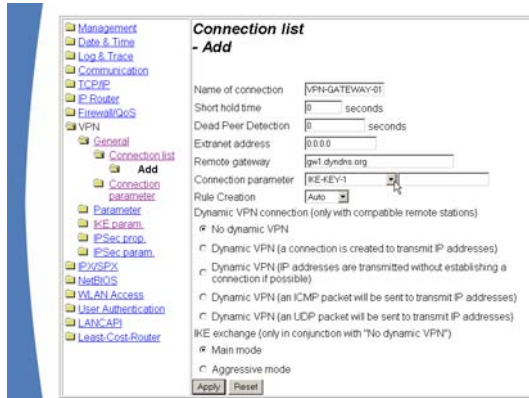 Management
Date & Time
Log & Trace
Communication
TCP/IP
IP Router
Firewall/QoS
VPN
General
Connection list
Add
Connection
parameter
Parameter
IKE param.
IPSec prop.
IPSec param.
IPX/SPX
NetBIOS
WLAN Access
User Authentication
LANCAPI
Least-Cost-Router
Connection list
- Add
Name of connection VPN-GATEWAY-01
Short hold time 0 seconds
Dead Peer Detection 0 seconds
Extranet address 0.0.0.0
Remote gateway gw1.dyndns.org
Connection parameter IKE-KEY-1
Rule Creation Auto
Dynamic VPN connection (only with compatible remote stations)
No dynamic VPN
Dynamic VPN (a connection is created to transmit IP addresses)
Dynamic VPN (IP addresses are transmitted without establishing a
connection if possible)
Dynamic VPN (an ICMP packet will be sent to transmit IP addresses)
Dynamic VPN (an UDP packet will be sent to transmit IP addresses)
IKE exchange (only in conjunction with "No dynamic VPN")
Main mode
Aggressive mode
Apply Reset